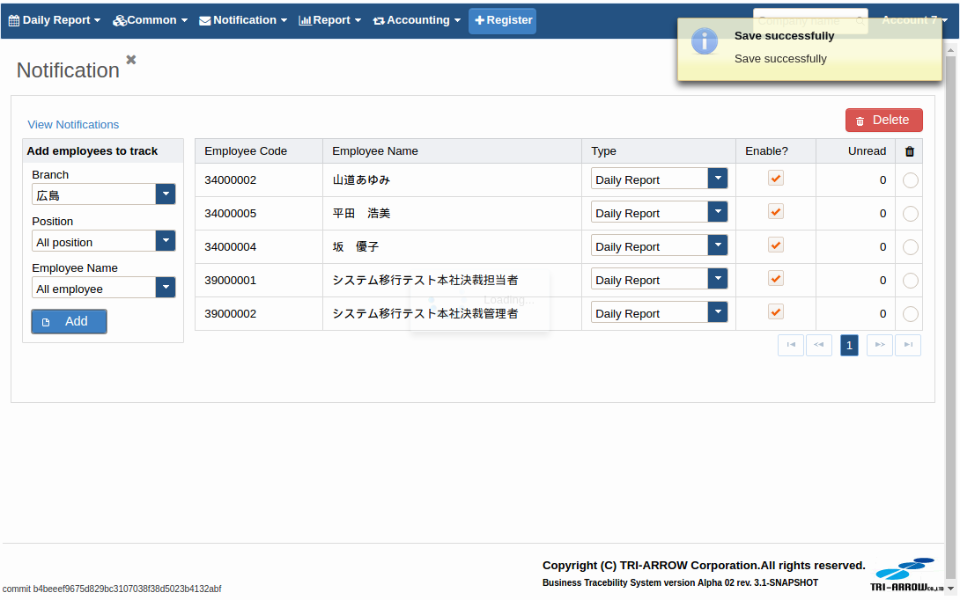 Daily Report Common Notification Report Accounting Register Company name Account 7
Save successfully
Save successfully
Notification
View Notifications
Delete
Add employees to track
Branch
広島
Position
All position
Employee Name
All employee
Add
Employee Code Employee Name Type Enable? Unread
34000002 山道あゆみ Daily Report 0
34000005 平田　浩美 Daily Report 0
34000004 坂　優子 Daily Report 0
39000001 システム移行テスト本社決裁担当者 Daily Report 0
Loading...
39000002 システム移行テスト本社決裁管理者 Daily Report 0
1
Copyright (C) TRI-ARROW Corporation.All rights reserved.
Business Tracebility System version Alpha 02 rev. 3.1-SNAPSHOT
TRI-ARROW CO.,LTD
commit b4beeef9675d829bc3107038f38d5023b4132abf